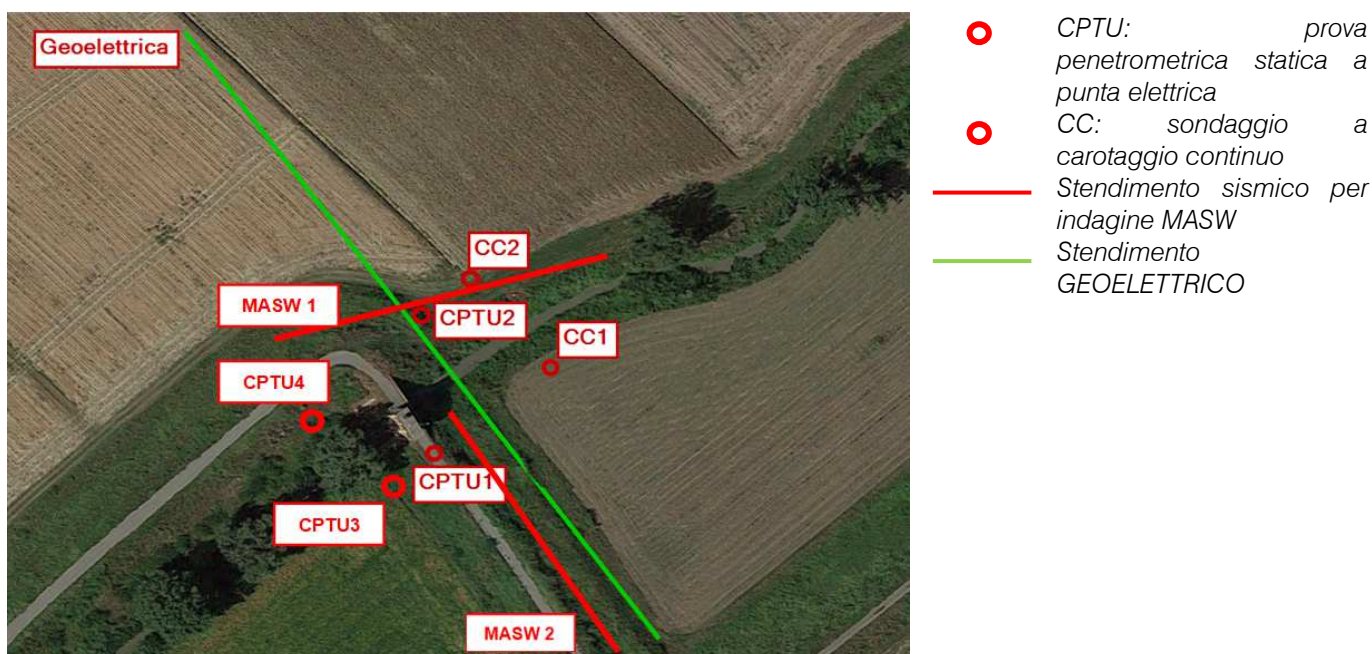 Geoelettrica
CC2
MASW 1
CPTU2
CC1
CPTU4
CPTU1
CPTU3
MASW 2
CPTU: prova
penetrometrica statica a
punta elettrica
CC: sondaggio a
carotaggio continuo
Stendimento sismico per
indagine MASW
Stendimento
GEOELETTRICO